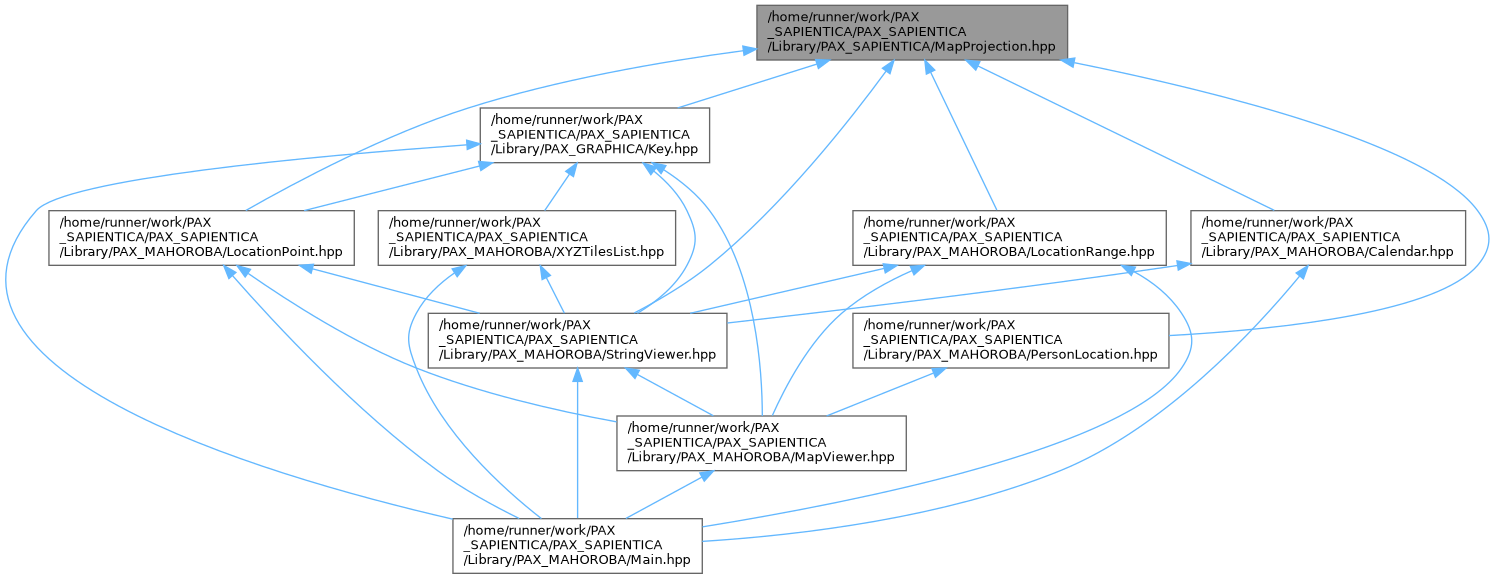 /home/runner/work/PAX
_SAPIENTICA/PAX_SAPIENTICA
/Library/PAX_SAPIENTICA/MapProjection.hpp
/home/runner/work/PAX
_SAPIENTICA/PAX_SAPIENTICA
/Library/PAX_GRAPHICA/Key.hpp
/home/runner/work/PAX
_SAPIENTICA/PAX_SAPIENTICA
/Library/PAX_MAHOROBA/LocationPoint.hpp
/home/runner/work/PAX
_SAPIENTICA/PAX_SAPIENTICA
/Library/PAX_MAHOROBA/XYZTilesList.hpp
/home/runner/work/PAX
_SAPIENTICA/PAX_SAPIENTICA
/Library/PAX_MAHOROBA/LocationRange.hpp
/home/runner/work/PAX
_SAPIENTICA/PAX_SAPIENTICA
/Library/PAX_MAHOROBA/Calendar.hpp
/home/runner/work/PAX
_SAPIENTICA/PAX_SAPIENTICA
/Library/PAX_MAHOROBA/StringViewer.hpp
/home/runner/work/PAX
_SAPIENTICA/PAX_SAPIENTICA
/Library/PAX_MAHOROBA/PersonLocation.hpp
/home/runner/work/PAX
_SAPIENTICA/PAX_SAPIENTICA
/Library/PAX_MAHOROBA/MapViewer.hpp
/home/runner/work/PAX
_SAPIENTICA/PAX_SAPIENTICA
/Library/PAX_MAHOROBA/Main.hpp